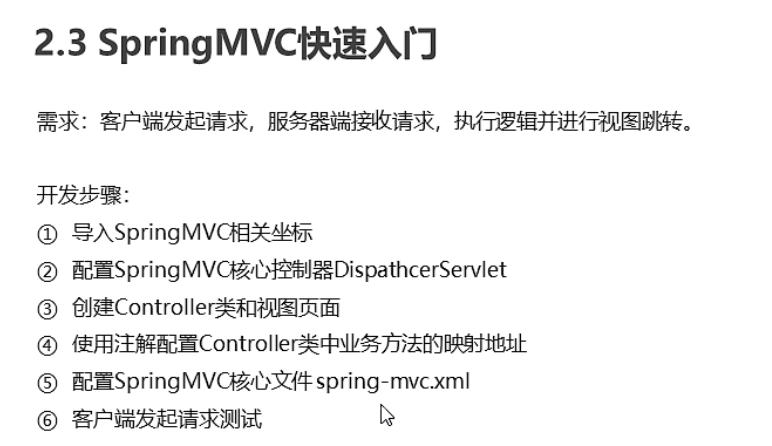 2.3 SpringMVC快速入门
需求：客户端发起请求，服务器端接收请求，执行逻辑并进行视图跳转。
开发步骤：
① 导入SpringMVC相关坐标
② 配置SpringMVC核心控制器DispathcerServlet
③ 创建Controller类和视图页面
④ 使用注解配置Controller类中业务方法的映射地址
⑤ 配置SpringMVC核心文件 spring-mvc.xml
⑥ 客户端发起请求测试